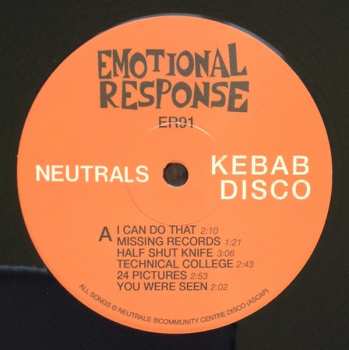 EMOTIONAL
RESPONSE
ER91
NEUTRALS
KEBAB
DISCO
A
I CAN DO THAT 2:10
MISSING RECORDS 1:21
HALF SHUT KNIFE 3:06
TECHNICAL COLLEGE 2:43
24 PICTURES 2:53
YOU WERE SEEN 2:02
ALL SONGS © NEUTRALS COMMUNITY CENTRE DISCO (ASCAP)